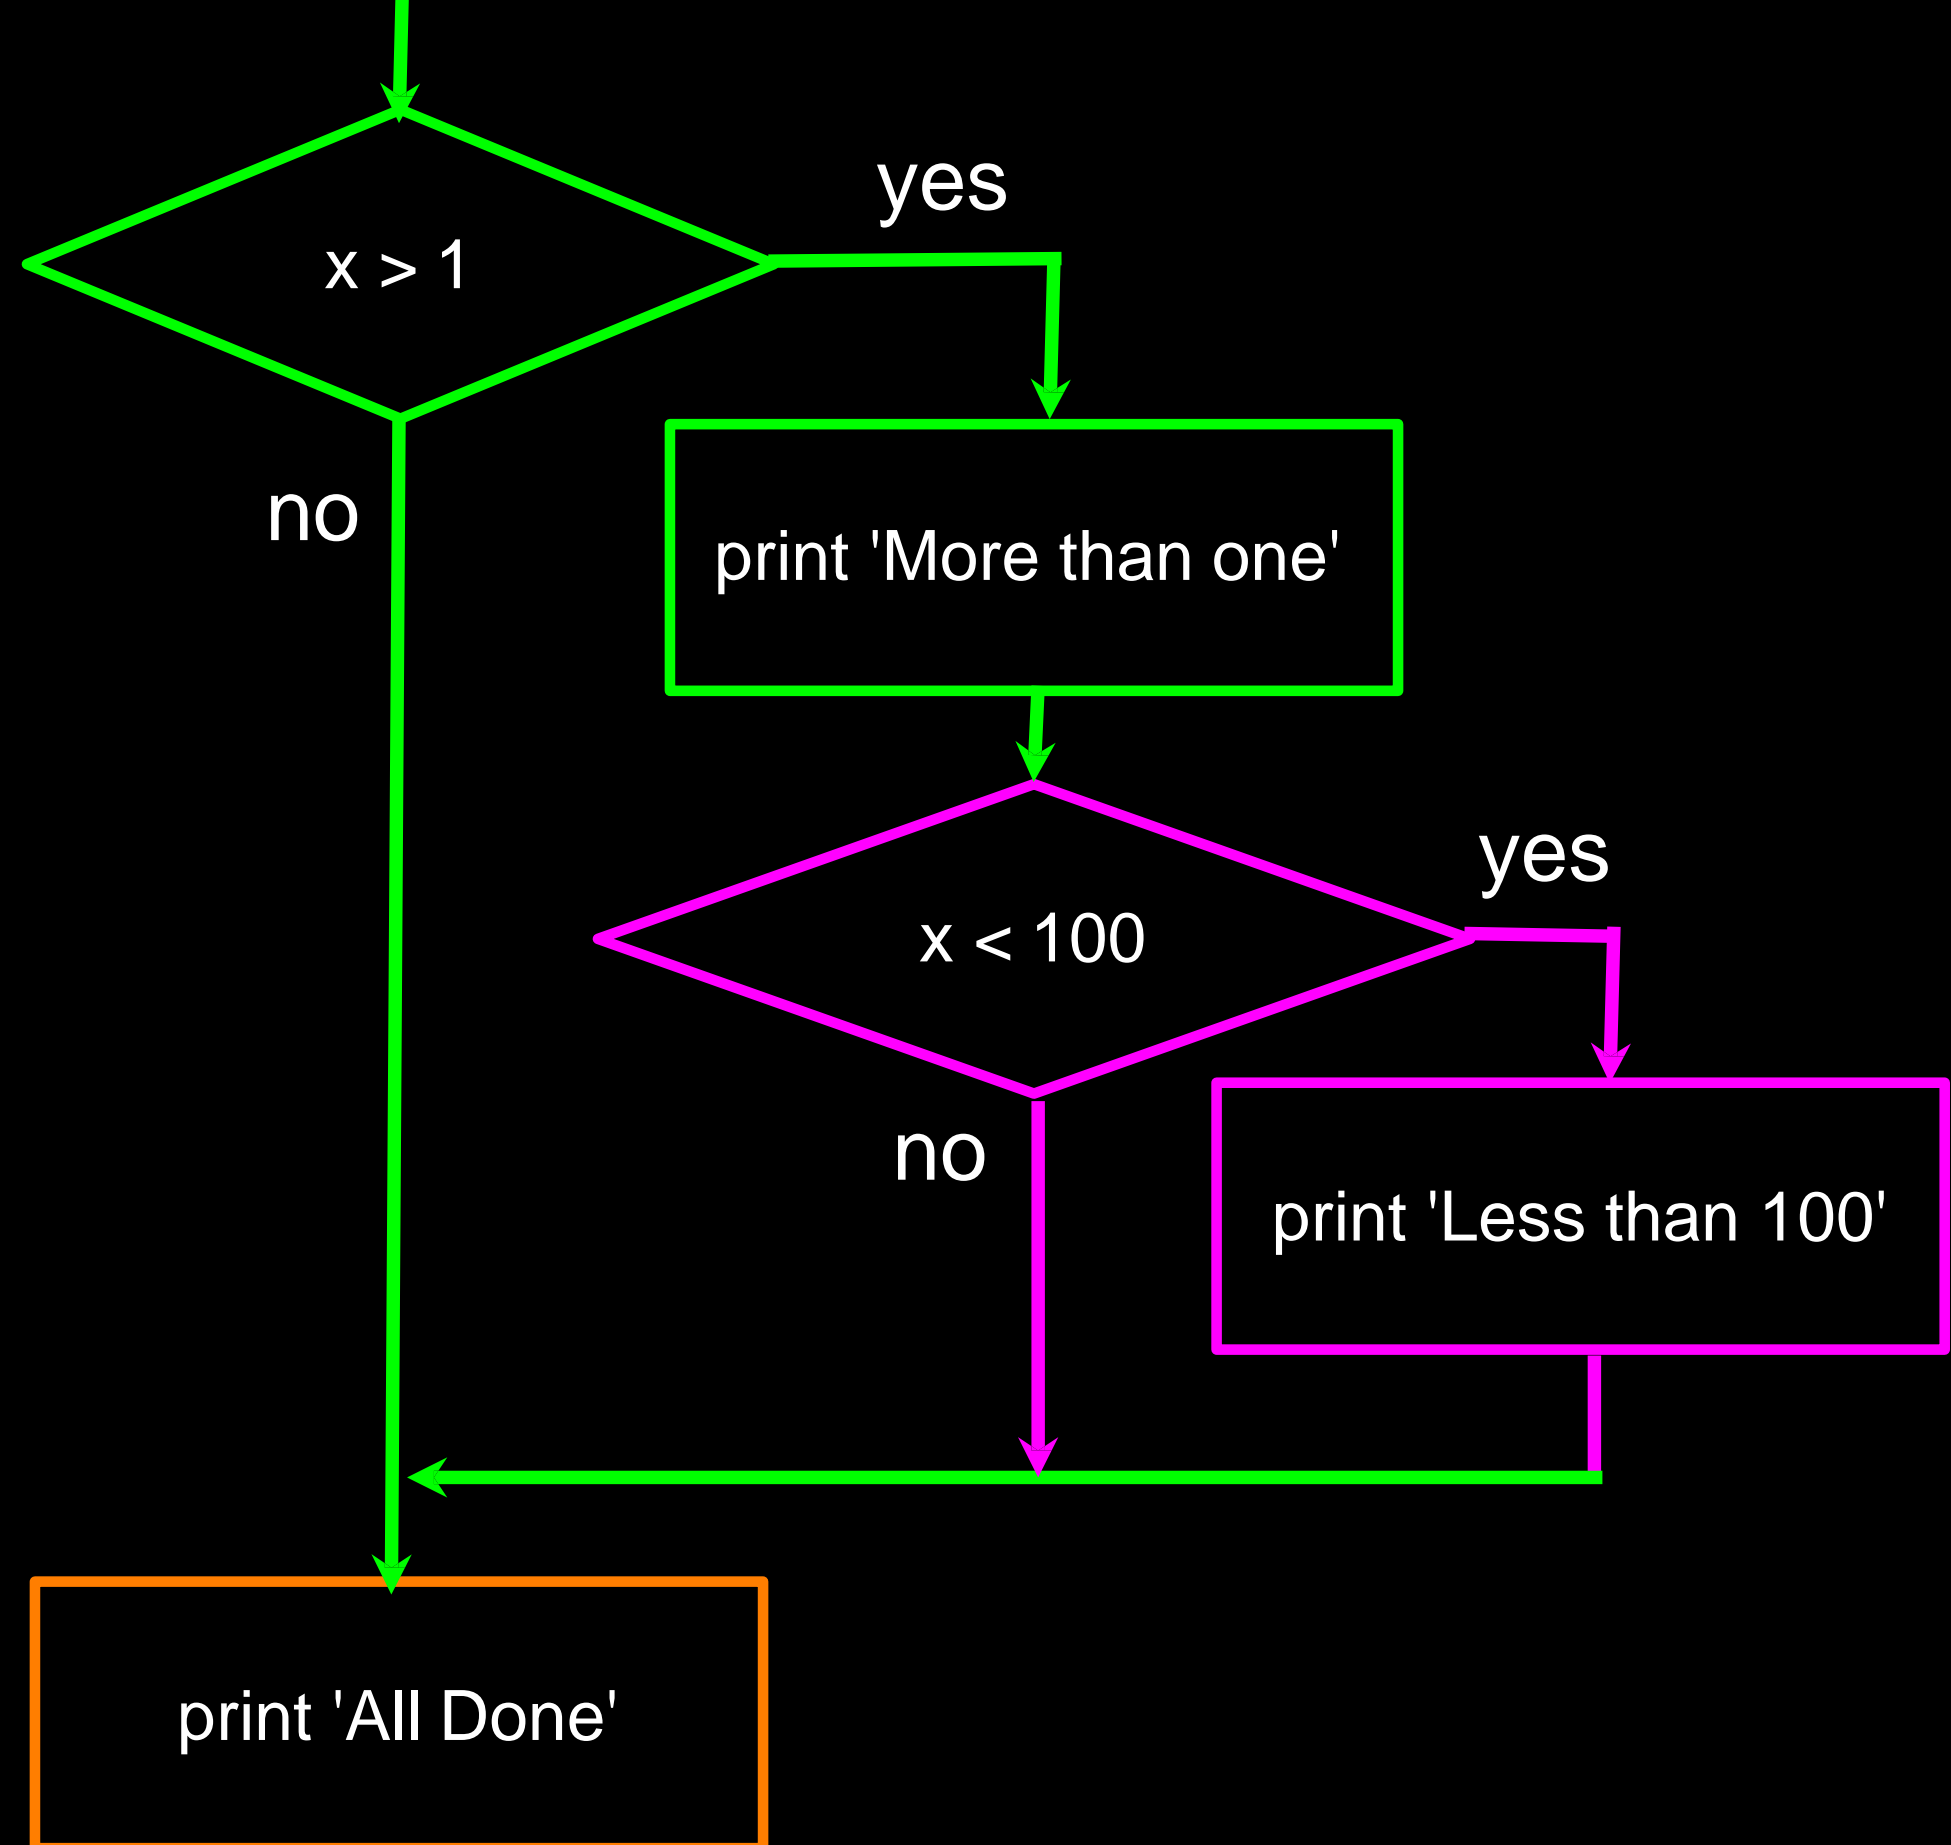 yes
x > 1
no
print 'More than one'
yes
x < 100
no
print 'Less than 100'
print 'All Done'